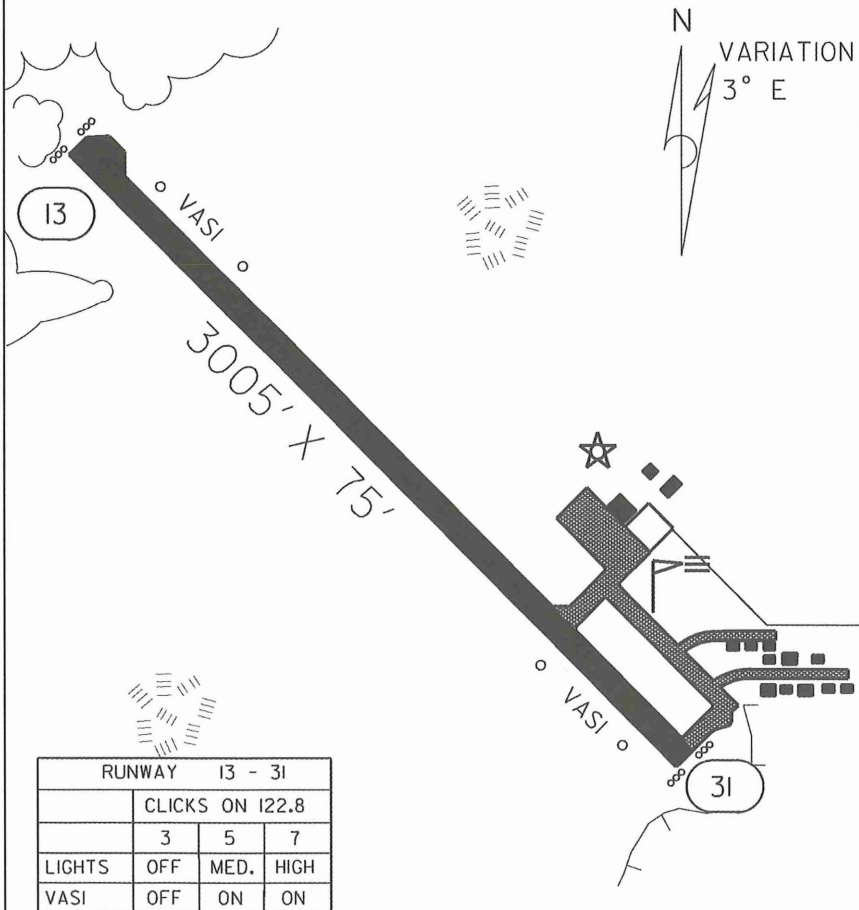 N
VARIATION
3° E
13
VASI
3005' X 75'
VASI
31
RUNWAY 13 - 31
CLICKS ON 122.8
3 5 7
LIGHTS OFF MED. HIGH
VASI OFF ON ON